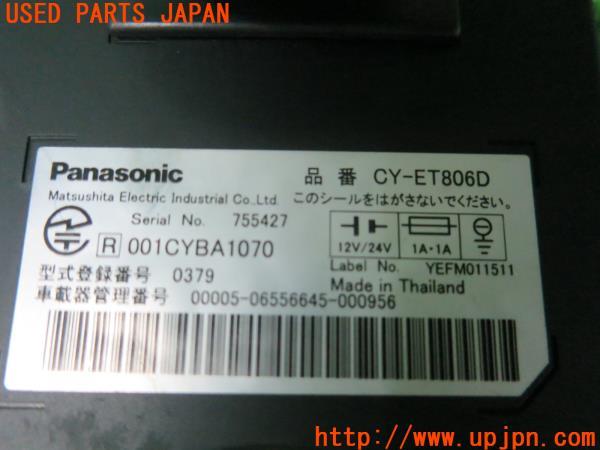 USED PARTS JAPAN
Panasonic
品番 CY-ET806D
Matsushita Electric Industrial Co.,Ltd.
このシールをはがさないでください。
Serial No. 755427
R 001CYBA1070
12V/24V
1A・1A
Label No. YEFM011511
型式登録番号 0379
Made in Thailand
車載器管理番号 00005-06556645-000956
UPJ http://www.upjpn.com/